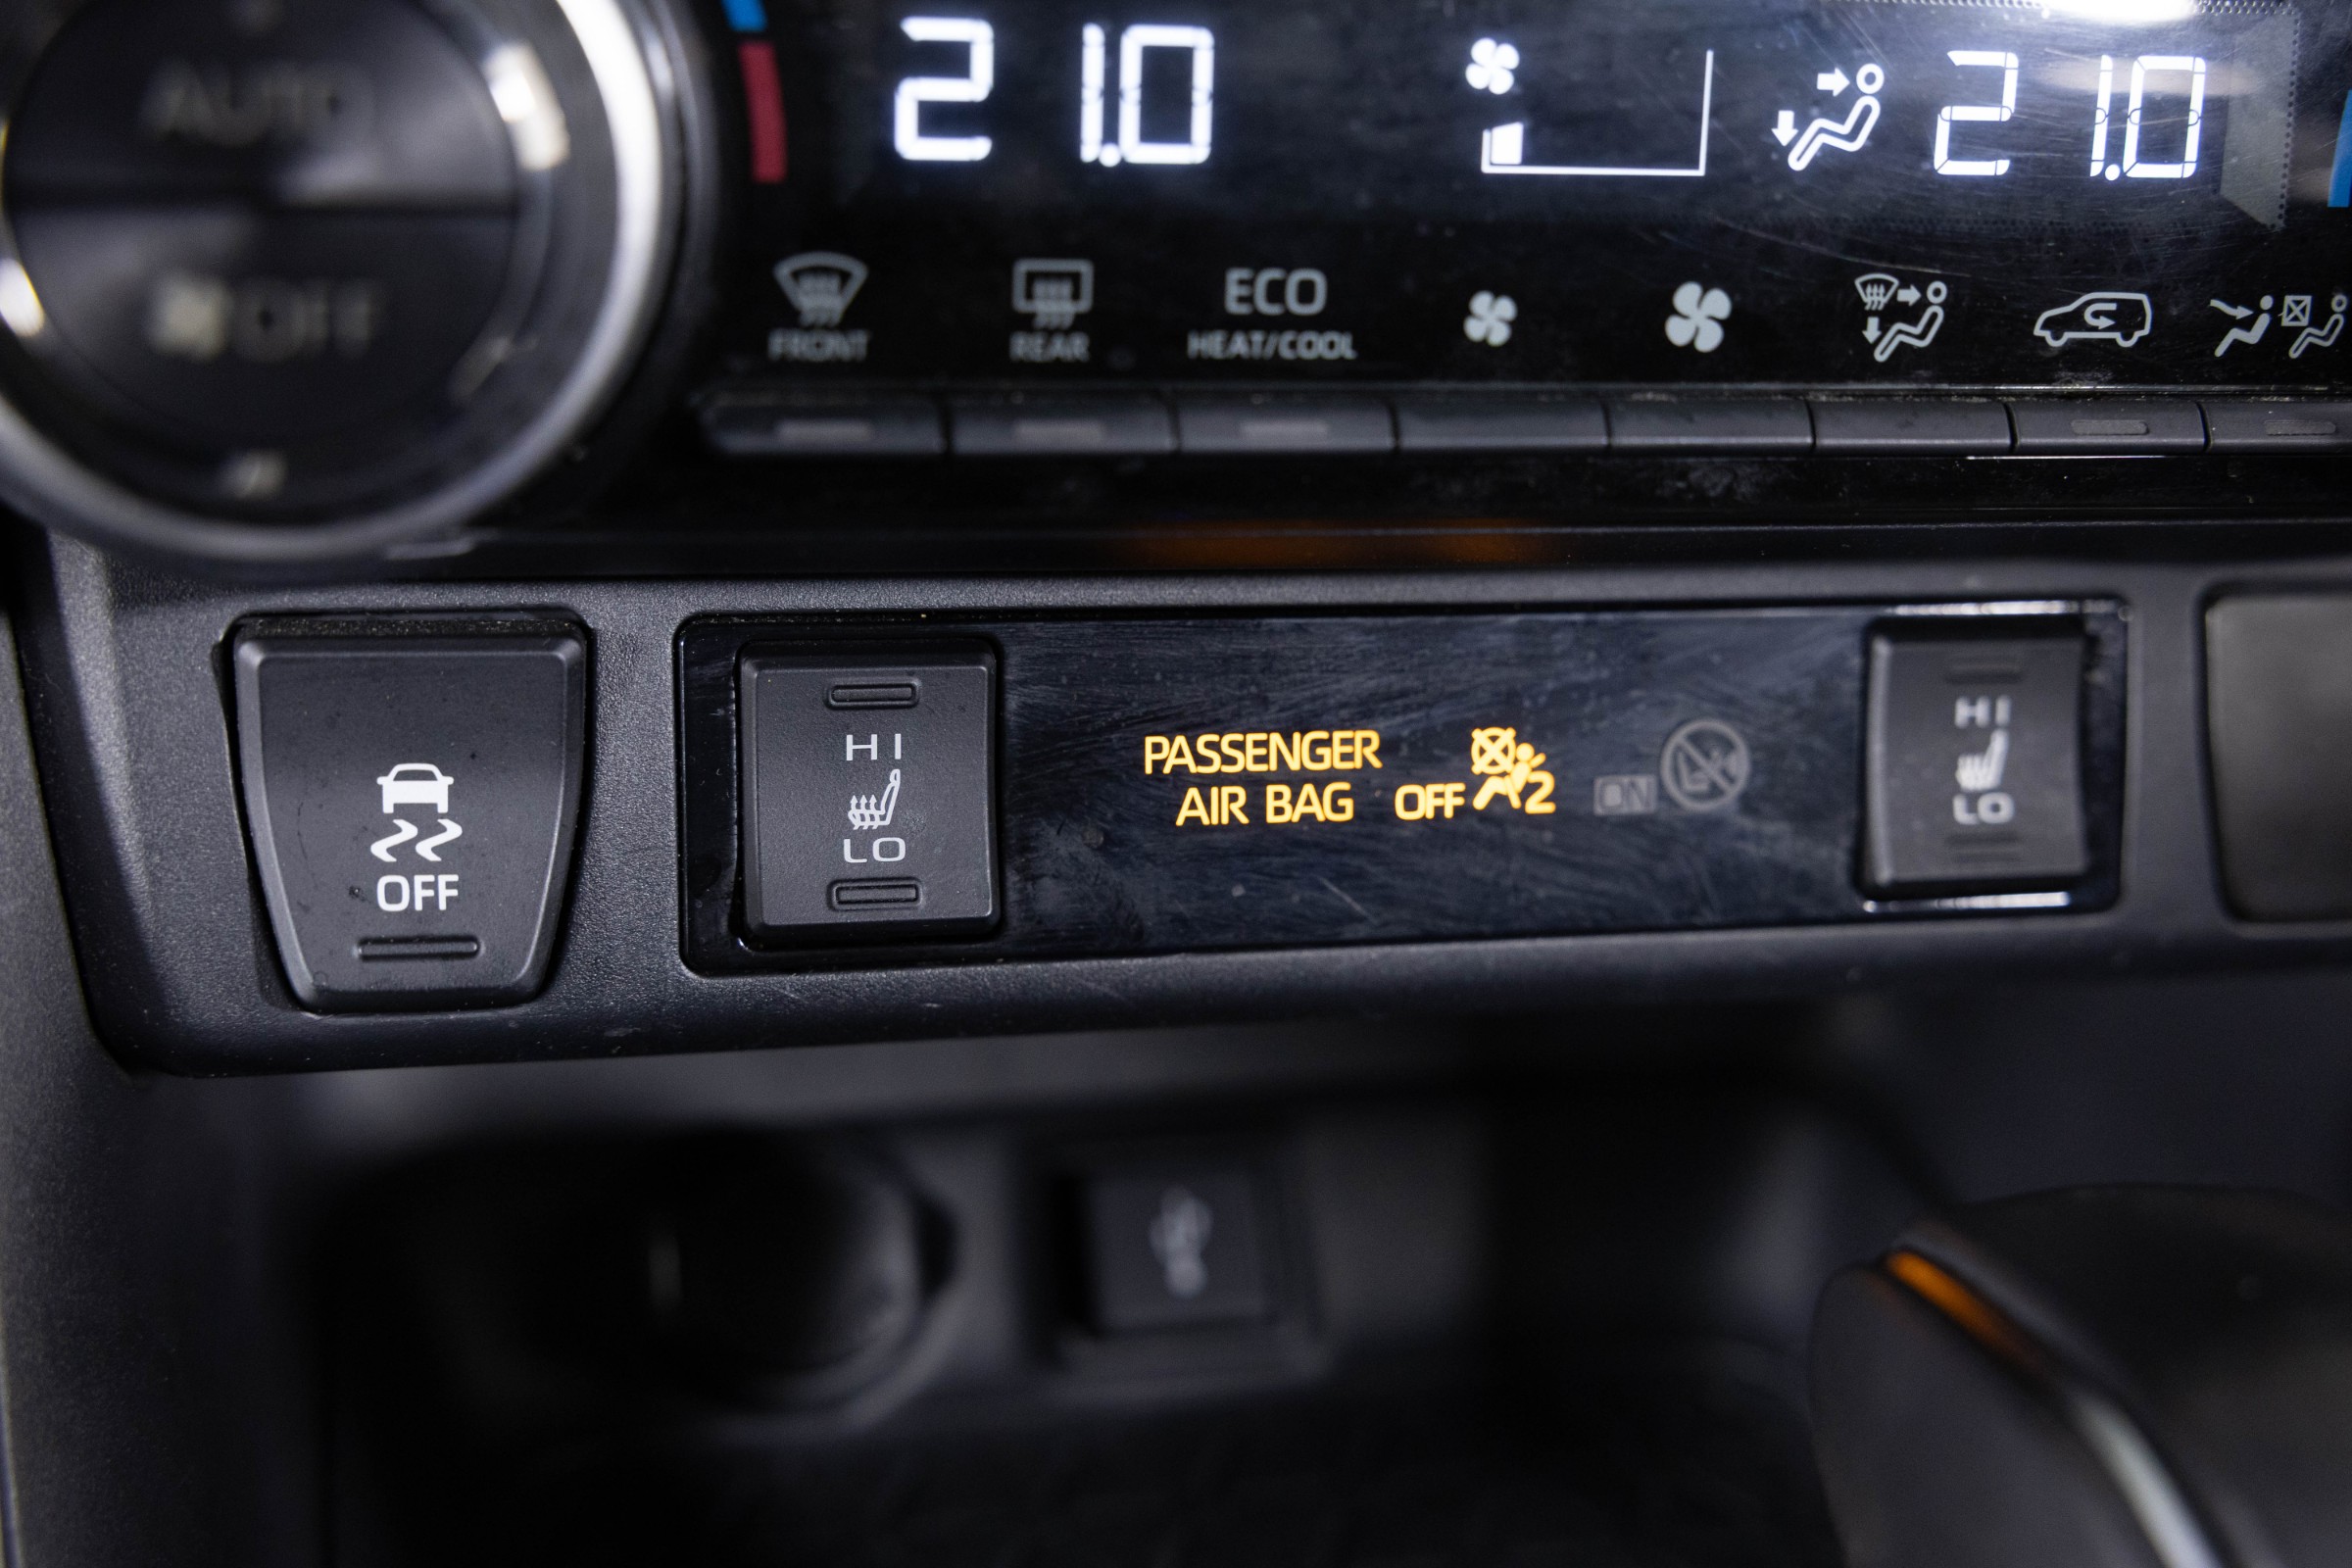 AUTO
OFF
21.0
21.0
FRONT
REAR
ECO
HEAT/COOL
OFF
HI
LO
PASSENGER
AIR BAG OFF 2
ON
HI
LO